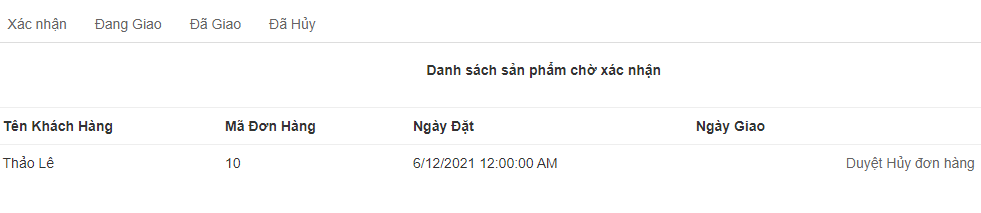 Xác nhận Đang Giao Đã Giao Đã Hủy
Danh sách sản phẩm chờ xác nhận
Tên Khách Hàng Mã Đơn Hàng Ngày Đặt Ngày Giao
Thảo Lê 10 6/12/2021 12:00:00 AM Duyệt Hủy đơn hàng